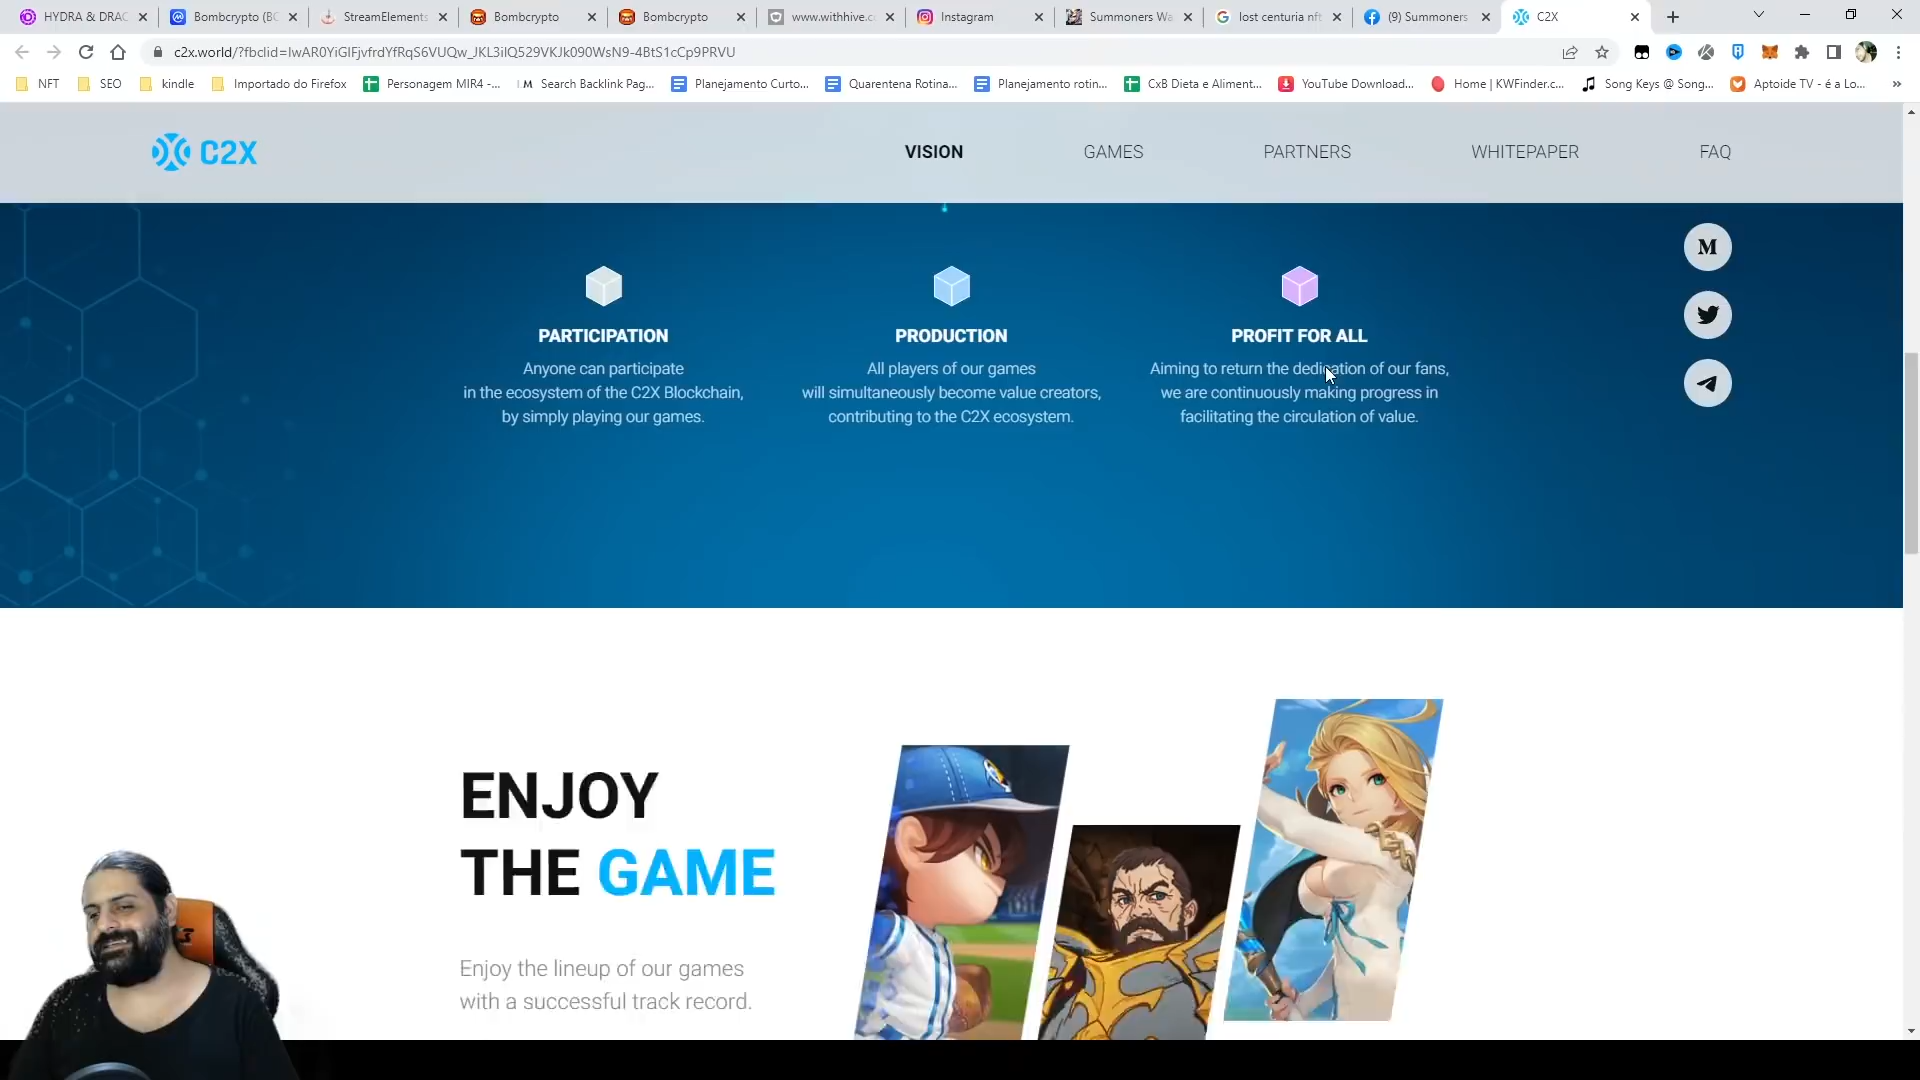 HYDRA & DRAC
Bombcrypto (BC
StreamElements
Bombcrypto
Bombcrypto
www.withhive.c
Instagram
Summoners Wa
lost centuria nft
(9) Summoners
C2X
NFT
SEO
kindle
Importado do Firefox
Personagem MIR4 -...
Search Backlink Pag...
Planejamento Curto...
Quarentena Rotina...
Planejamento rotin...
CxB Dieta e Aliment...
YouTube Download...
Home | KWFinder.c...
Song Keys @ Song...
Aptoide TV - é a Lo...
C2X
VISION
GAMES
PARTNERS
WHITEPAPER
FAQ
M
PARTICIPATION
Anyone can participate
in the ecosystem of the C2X Blockchain,
by simply playing our games.
PRODUCTION
All players of our games
will simultaneously become value creators,
contributing to the C2X ecosystem.
PROFIT FOR ALL
Aiming to return the dedication of our fans,
we are continuously making progress in
facilitating the circulation of value.
ENJOY
THE GAME
Enjoy the lineup of our games
with a successful track record.